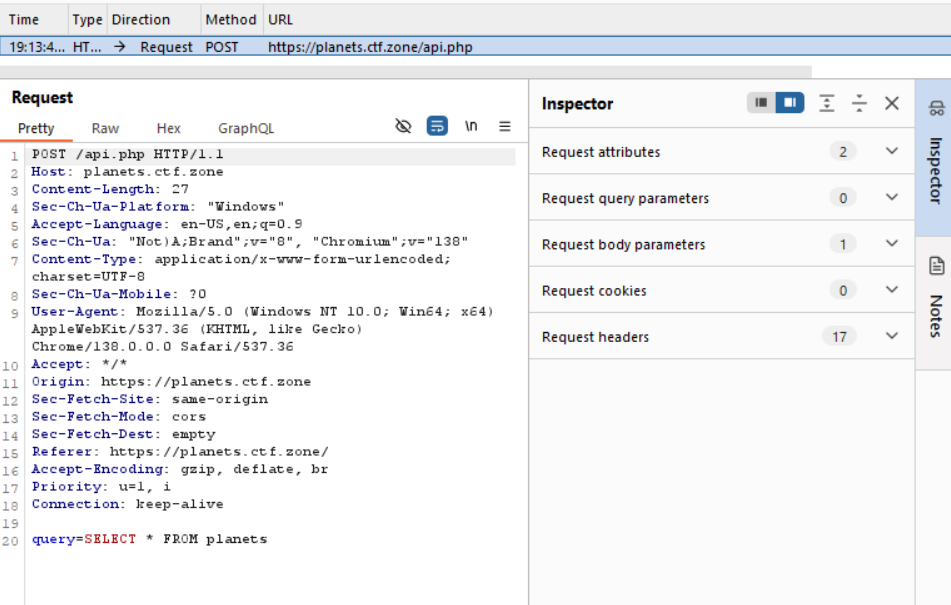 Time Type Direction Method URL
19:13:4... HT... → Request POST https://planets.ctf.zone/api.php
Request
Pretty Raw Hex GraphQL \n
1 POST /api.php HTTP/1.1
2 Host: planets.ctf.zone
3 Content-Length: 27
4 Sec-Ch-Ua-Platform: "Windows"
5 Accept-Language: en-US,en;q=0.9
6 Sec-Ch-Ua: "Not)A;Brand";v="8", "Chromium";v="138"
7 Content-Type: application/x-www-form-urlencoded;
charset=UTF-8
8 Sec-Ch-Ua-Mobile: ?0
9 User-Agent: Mozilla/5.0 (Windows NT 10.0; Win64; x64)
AppleWebKit/537.36 (KHTML, like Gecko)
Chrome/138.0.0.0 Safari/537.36
10 Accept: */*
11 Origin: https://planets.ctf.zone
12 Sec-Fetch-Site: same-origin
13 Sec-Fetch-Mode: cors
14 Sec-Fetch-Dest: empty
15 Referer: https://planets.ctf.zone/
16 Accept-Encoding: gzip, deflate, br
17 Priority: u=1, i
18 Connection: keep-alive
19
20 query=SELECT * FROM planets
Inspector
Request attributes 2
Request query parameters 0
Request body parameters 1
Request cookies 0
Request headers 17
Inspector
Notes